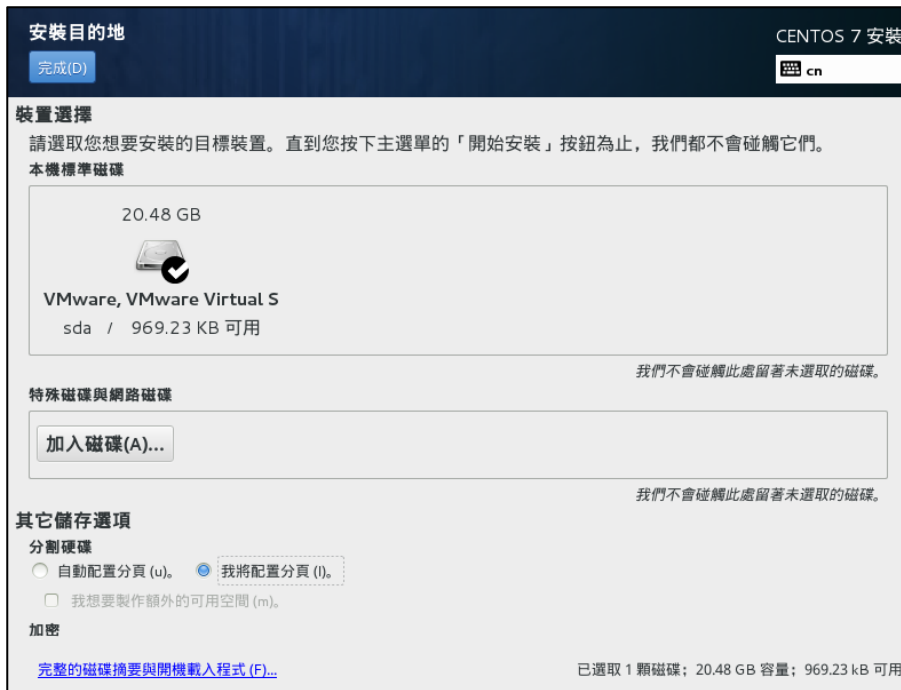 安裝目的地
CENTOS 7 安裝
完成(D)
cn
裝置選擇
請選取您想要安裝的目標裝置。直到您按下主選單的「開始安裝」按鈕為止，我們都不會碰觸它們。
本機標準磁碟
20.48 GB
VMware, VMware Virtual S
sda / 969.23 KB 可用
我們不會碰觸此處留著未選取的磁碟。
特殊磁碟與網路磁碟
加入磁碟(A)...
我們不會碰觸此處留著未選取的磁碟。
其它儲存選項
分割硬碟
自動配置分頁 (u)。 我將配置分頁 (I)。
我想要製作額外的可用空間 (m)。
加密
完整的磁碟摘要與開機載入程式 (F)...
已選取 1 顆磁碟；20.48 GB 容量；969.23 kB 可用